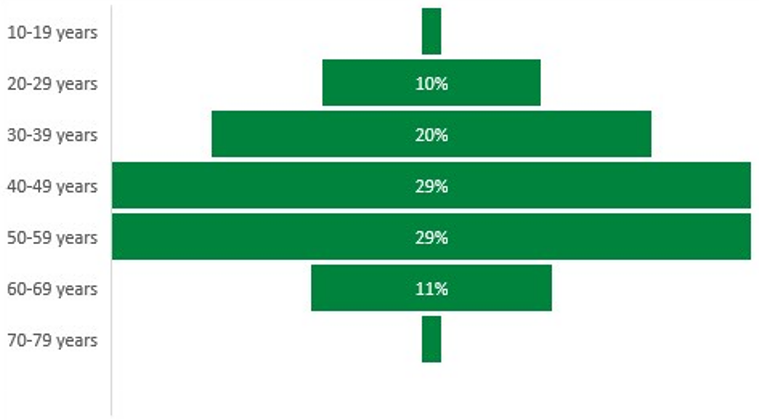 10-19 years
20-29 years 10%
30-39 years 20%
40-49 years 29%
50-59 years 29%
60-69 years 11%
70-79 years